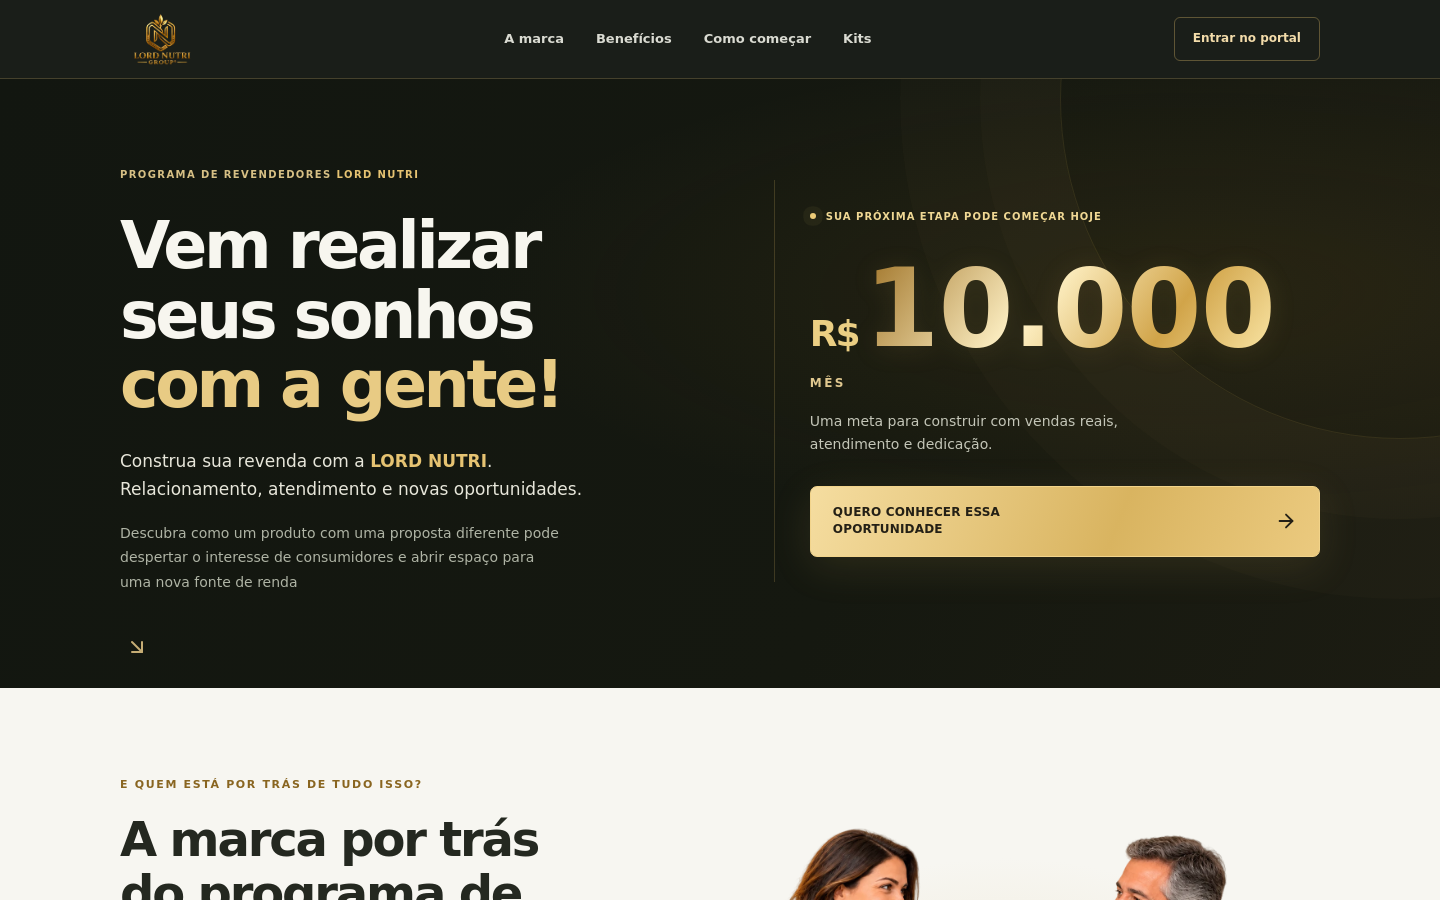 LORD NUTRI
GROUP
A marca
Benefícios
Como começar
Kits
Entrar no portal
PROGRAMA DE REVENDEDORES LORD NUTRI
Vem realizar
seus sonhos
com a gente!
Construa sua revenda com a LORD NUTRI.
Relacionamento, atendimento e novas oportunidades.
Descubra como um produto com uma proposta diferente pode
despertar o interesse de consumidores e abrir espaço para
uma nova fonte de renda
SUA PRÓXIMA ETAPA PODE COMEÇAR HOJE
R$ 10.000
MÊS
Uma meta para construir com vendas reais,
atendimento e dedicação.
QUERO CONHECER ESSA
OPORTUNIDADE
E QUEM ESTÁ POR TRÁS DE TUDO ISSO?
A marca por trás
do programa de